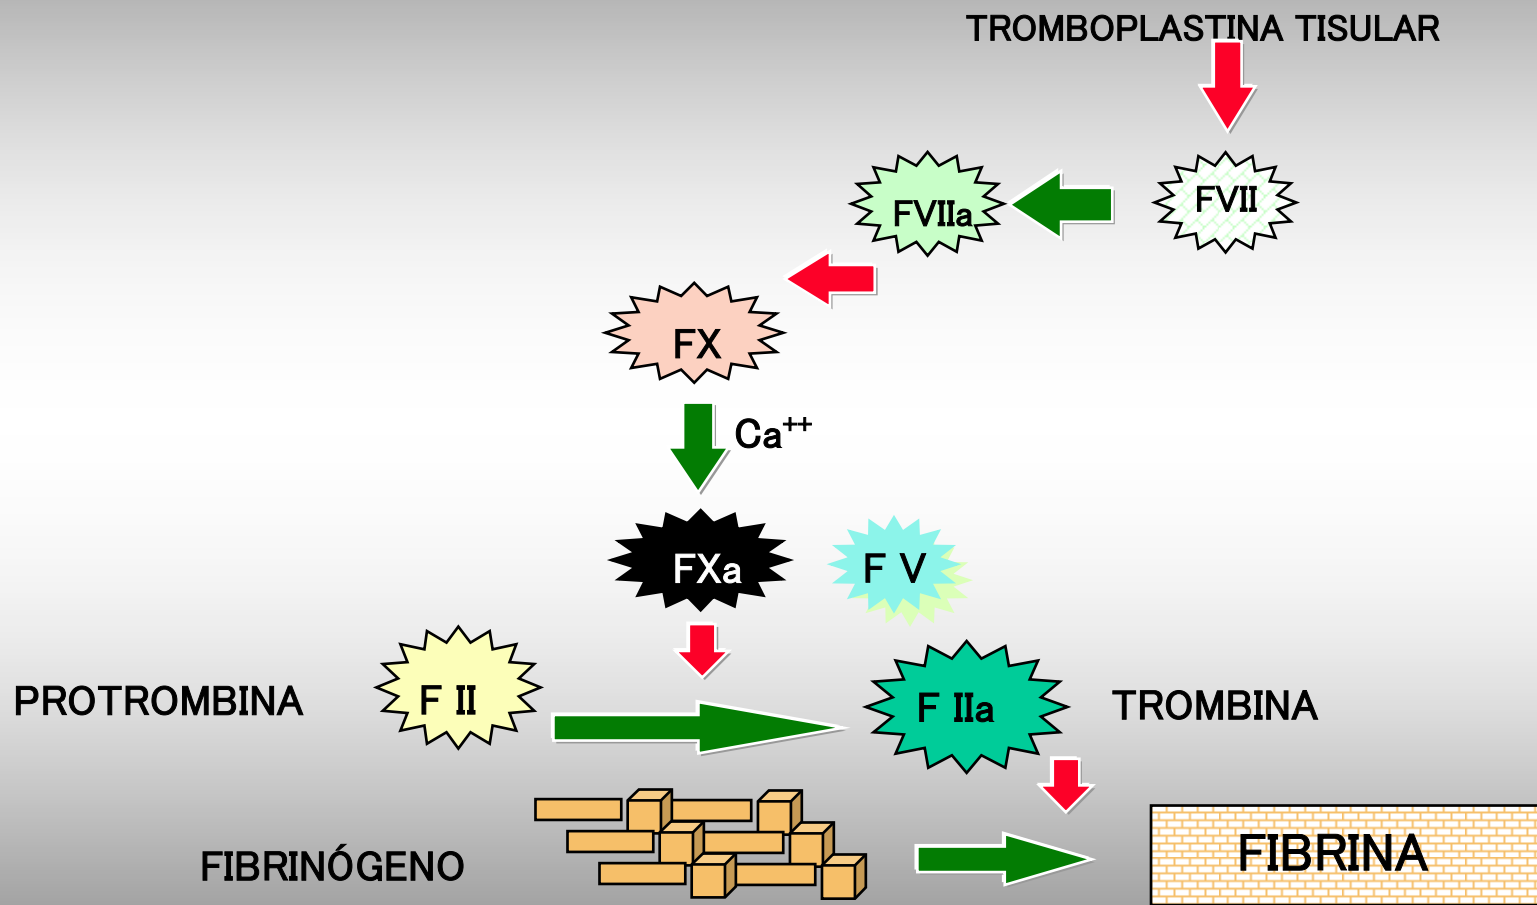 TROMBOPLASTINA TISULAR
FVIIa
FVII
FX
Ca⁺⁺
FXa
F V
PROTROMBINA
F II
F IIa
TROMBINA
FIBRINÓGENO
FIBRINA